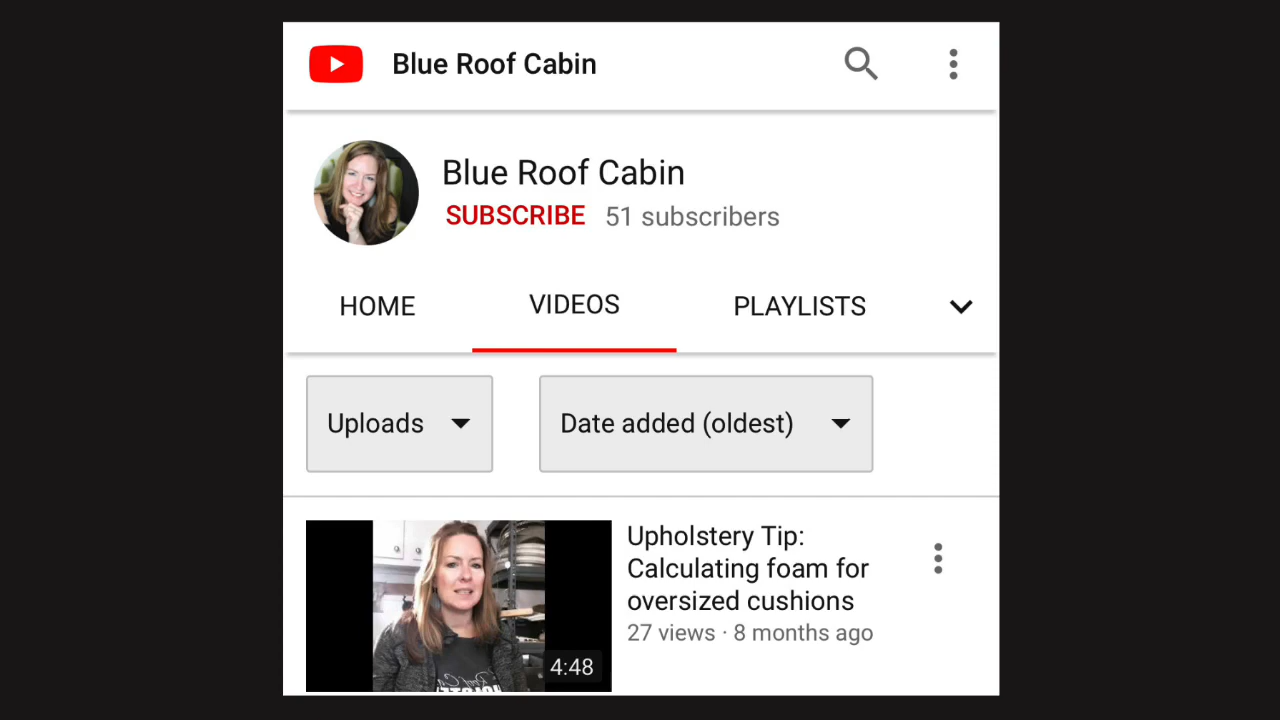 Blue Roof Cabin
Blue Roof Cabin
SUBSCRIBE 51 subscribers
HOME VIDEOS PLAYLISTS
Uploads Date added (oldest)
Upholstery Tip:
Calculating foam for
oversized cushions
27 views · 8 months ago
4:48